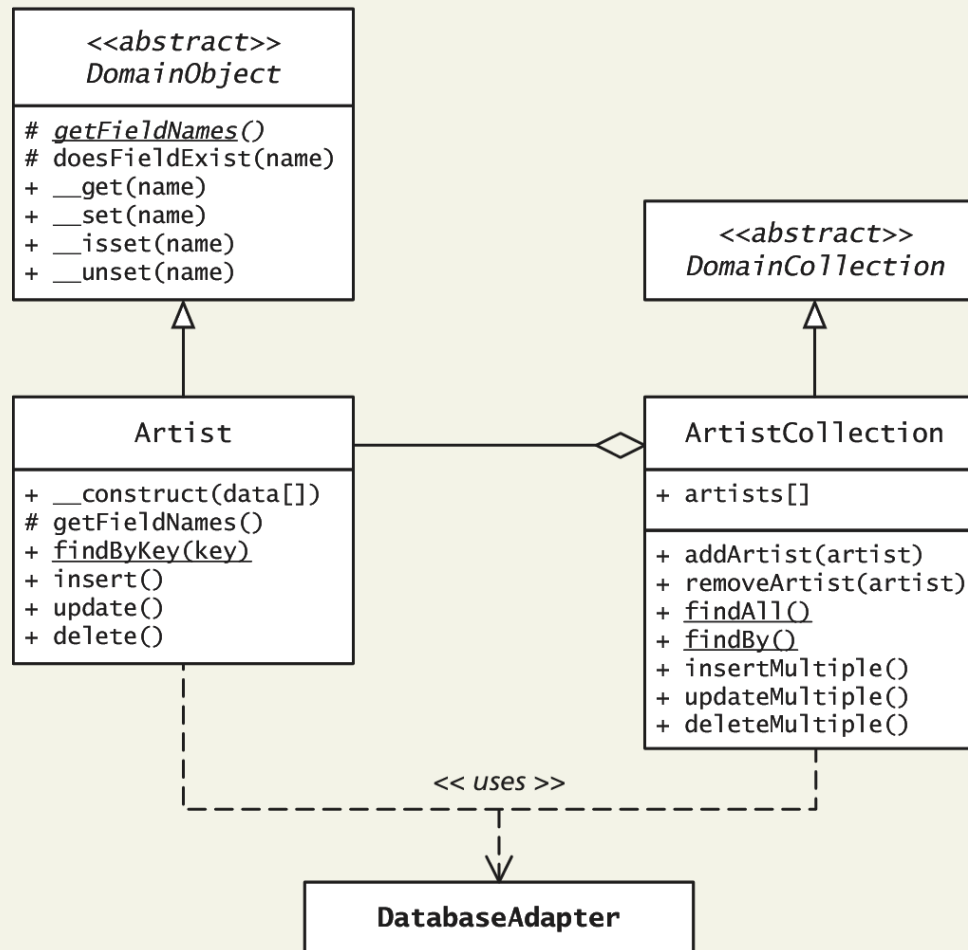 <<abstract>>
DomainObject
# getFieldNames()
# doesFieldExist(name)
+ __get(name)
+ __set(name)
+ __isset(name)
+ __unset(name)
<<abstract>>
DomainCollection
Artist
+ __construct(data[])
# getFieldNames()
+ findByKey(key)
+ insert()
+ update()
+ delete()
ArtistCollection
+ artists[]
+ addArtist(artist)
+ removeArtist(artist)
+ findAll()
+ findBy()
+ insertMultiple()
+ updateMultiple()
+ deleteMultiple()
<< uses >>
DatabaseAdapter